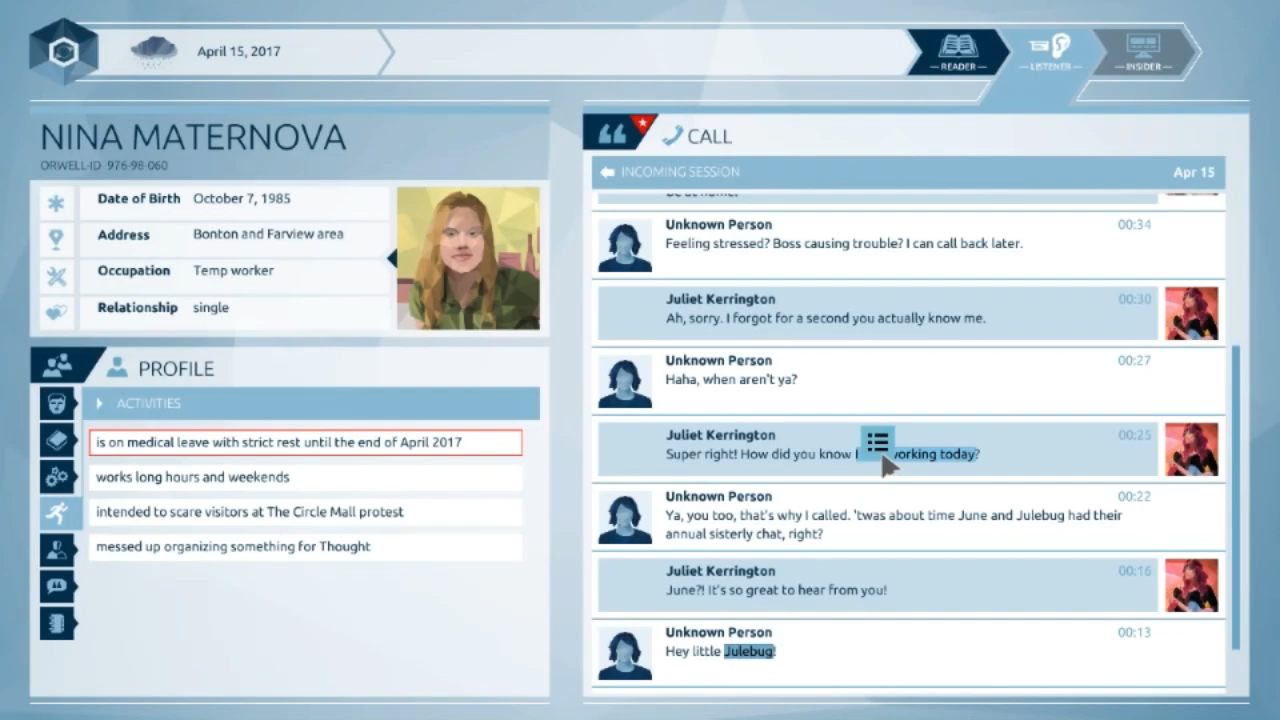 April 15, 2017
READER
LISTENER
INSIDER
NINA MATERNOVA
ORWELL-ID 976-98-060
Date of Birth October 7, 1985
Address Bonton and Farview area
Occupation Temp worker
Relationship single
PROFILE
ACTIVITIES
is on medical leave with strict rest until the end of April 2017
works long hours and weekends
intended to scare visitors at The Circle Mall protest
messed up organizing something for Thought
CALL
INCOMING SESSION Apr 15
Unknown Person 00:34
Feeling stressed? Boss causing trouble? I can call back later.
Juliet Kerrington 00:30
Ah, sorry. I forgot for a second you actually know me.
Unknown Person 00:27
Haha, when aren't ya?
Juliet Kerrington 00:25
Super right! How did you know I working today?
Unknown Person 00:22
Ya, you too, that's why I called. 'twas about time June and Julebug had their
annual sisterly chat, right?
Juliet Kerrington 00:16
June?! It's so great to hear from you!
Unknown Person 00:13
Hey little Julebug!